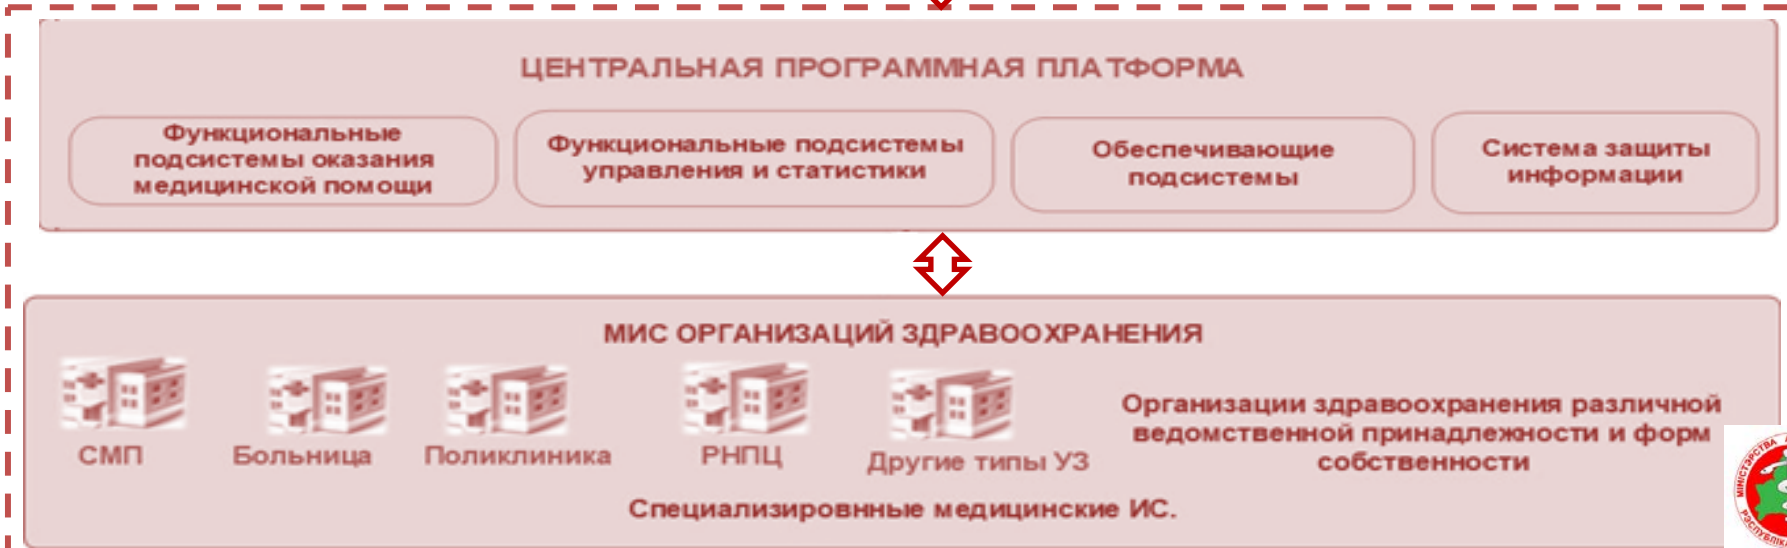 ЦЕНТРАЛЬНАЯ ПРОГРАММНАЯ ПЛАТФОРМА
Функциональные
подсистемы оказания
медицинской помощи
Функциональные подсистемы
управления и статистики
Обеспечивающие
подсистемы
Система защиты
информации
МИС ОРГАНИЗАЦИЙ ЗДРАВООХРАНЕНИЯ
СМП
Больница
Поликлиника
РНПЦ
Другие типы УЗ
Организации здравоохранения различной
ведомственной принадлежности и форм
собственности
Специализировнные медицинские ИС.
МІНІСТЭРСТВА